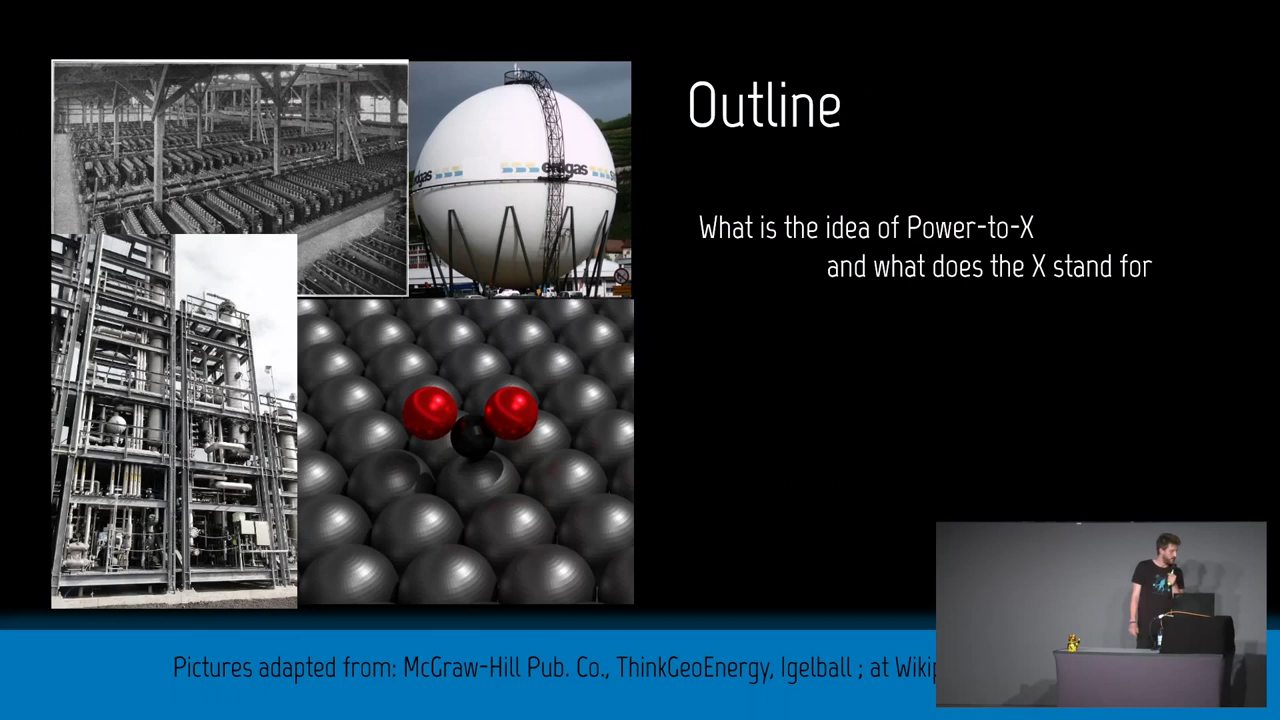 Outline
What is the idea of Power-to-X
and what does the X stand for
erdgas
Pictures adapted from: McGraw-Hill Pub. Co., ThinkGeoEnergy, Igelball ; at